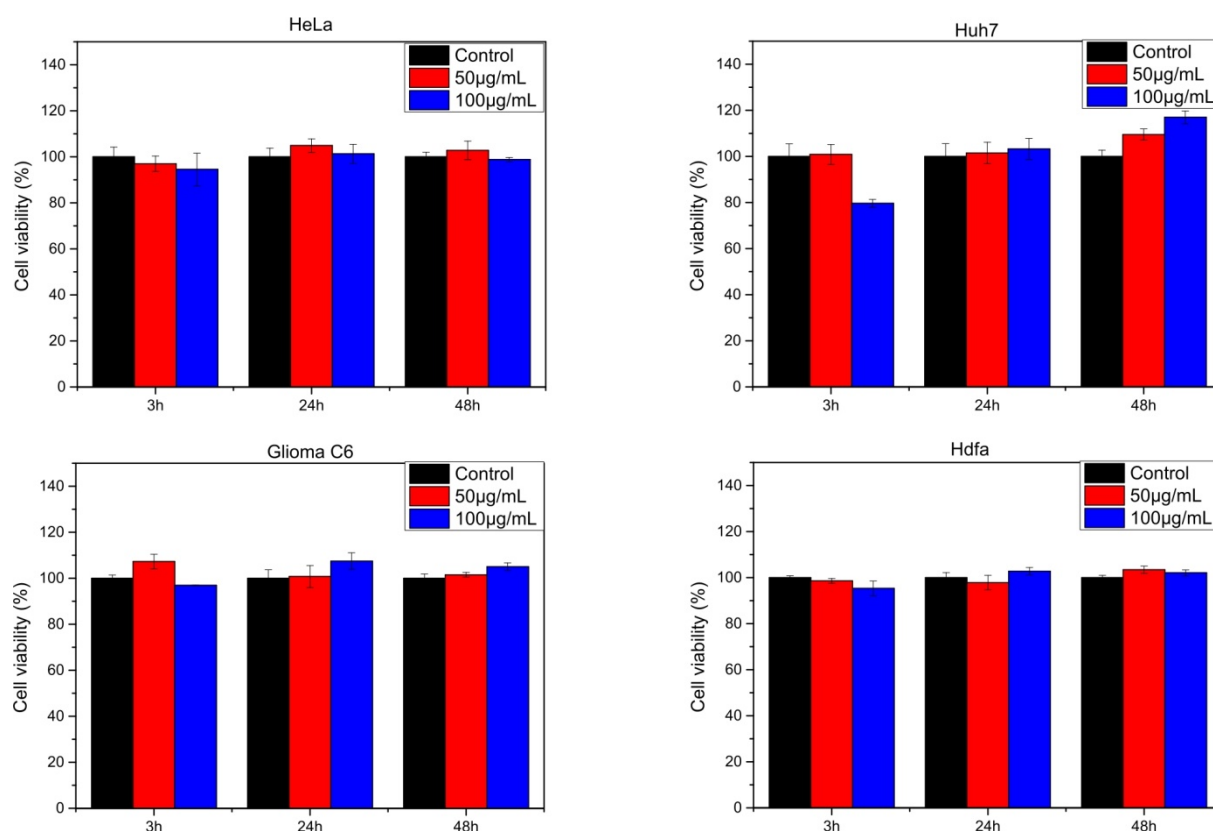 HeLa
Control
50µg/mL
100µg/mL
Cell viability (%)
140
120
100
80
60
40
20
0
3h
24h
48h
Huh7
Control
50µg/mL
100µg/mL
Cell viability (%)
140
120
100
80
60
40
20
0
3h
24h
48h
Glioma C6
Control
50µg/mL
100µg/mL
Cell viability (%)
140
120
100
80
60
40
20
0
3h
24h
48h
Hdfa
Control
50µg/mL
100µg/mL
Cell viability (%)
140
120
100
80
60
40
20
0
3h
24h
48h